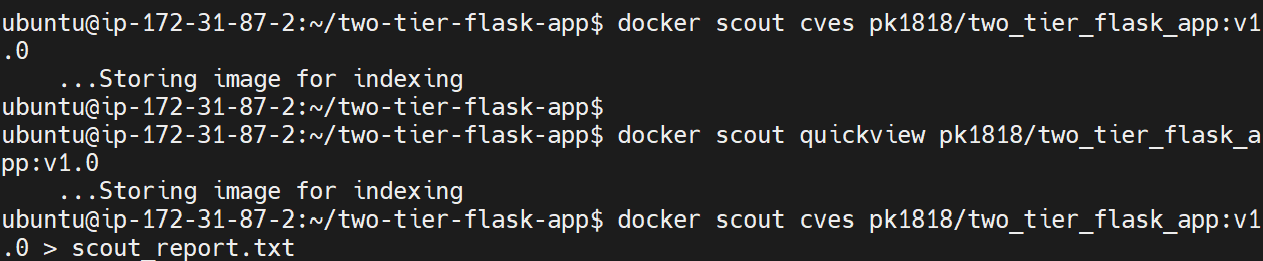 ubuntu@ip-172-31-87-2:~/two-tier-flask-app$ docker scout cves pk1818/two_tier_flask_app:v1
.0
    ...Storing image for indexing
ubuntu@ip-172-31-87-2:~/two-tier-flask-app$
ubuntu@ip-172-31-87-2:~/two-tier-flask-app$ docker scout quickview pk1818/two_tier_flask_a
pp:v1.0
    ...Storing image for indexing
ubuntu@ip-172-31-87-2:~/two-tier-flask-app$ docker scout cves pk1818/two_tier_flask_app:v1
.0 > scout_report.txt